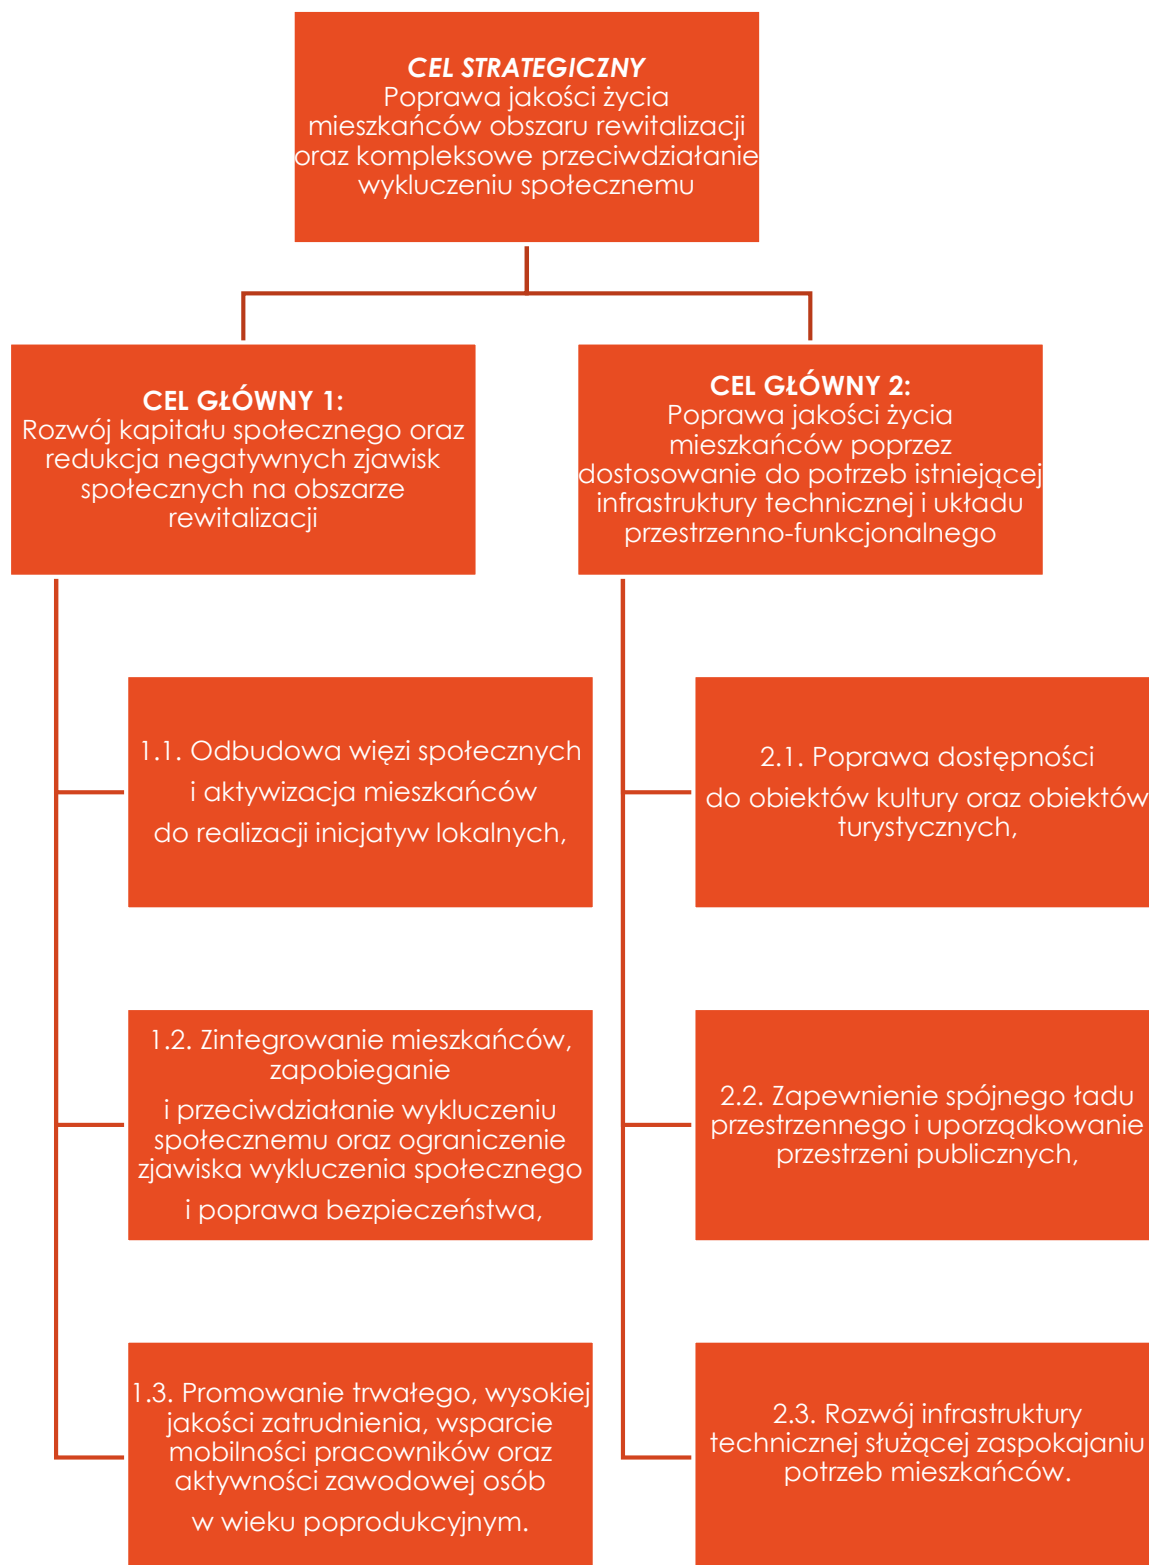 CEL STRATEGICZNY
Poprawa jakości życia
mieszkańców obszaru rewitalizacji
oraz kompleksowe przeciwdziałanie
wykluczeniu społecznemu
CEL GŁÓWNY 1:
Rozwój kapitału społecznego oraz
redukcja negatywnych zjawisk
społecznych na obszarze
rewitalizacji
CEL GŁÓWNY 2:
Poprawa jakości życia
mieszkańców poprzez
dostosowanie do potrzeb istniejącej
infrastruktury technicznej i układu
przestrzenno-funkcjonalnego
1.1. Odbudowa więzi społecznych
i aktywizacja mieszkańców
do realizacji inicjatyw lokalnych,
2.1. Poprawa dostępności
do obiektów kultury oraz obiektów
turystycznych,
1.2. Zintegrowanie mieszkańców,
zapobieganie
i przeciwdziałanie wykluczeniu
społecznemu oraz ograniczenie
zjawiska wykluczenia społecznego
i poprawa bezpieczeństwa,
2.2. Zapewnienie spójnego ładu
przestrzennego i uporządkowanie
przestrzeni publicznych,
1.3. Promowanie trwałego, wysokiej
jakości zatrudnienia, wsparcie
mobilności pracowników oraz
aktywności zawodowej osób
w wieku poprodukcyjnym.
2.3. Rozwój infrastruktury
technicznej służącej zaspokajaniu
potrzeb mieszkańców.